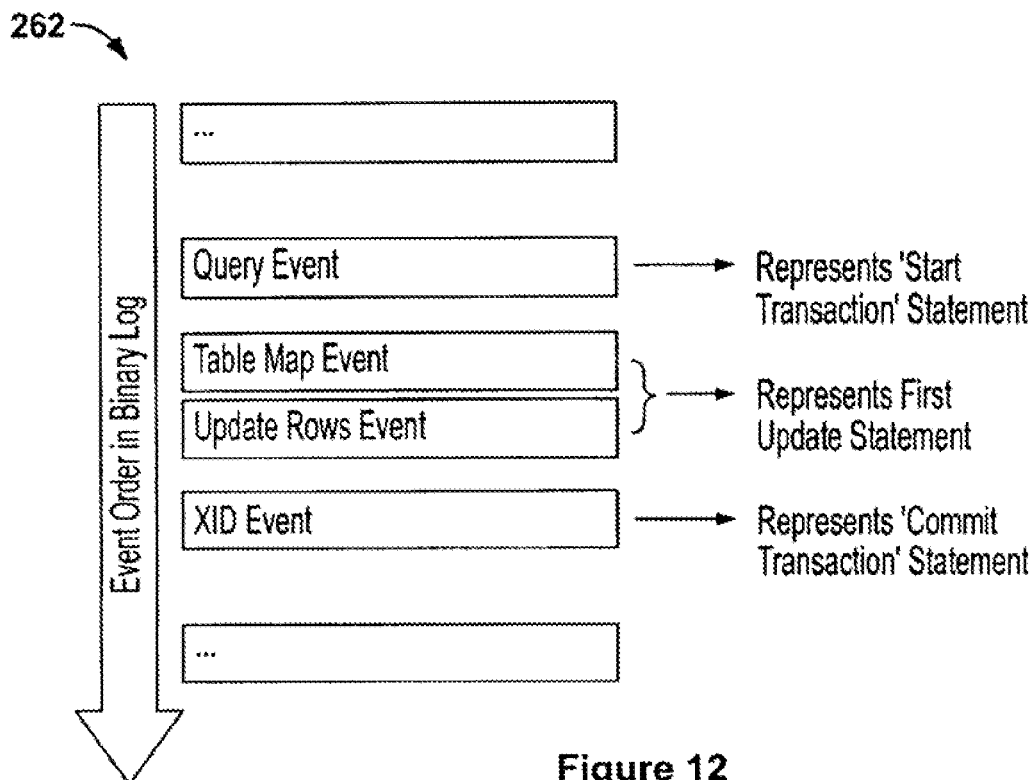 262
...
Query Event
Represents 'Start
Transaction' Statement
Table Map Event
Update Rows Event
Represents First
Update Statement
XID Event
Represents 'Commit
Transaction' Statement
...
Event Order in Binary Log
Figure 12